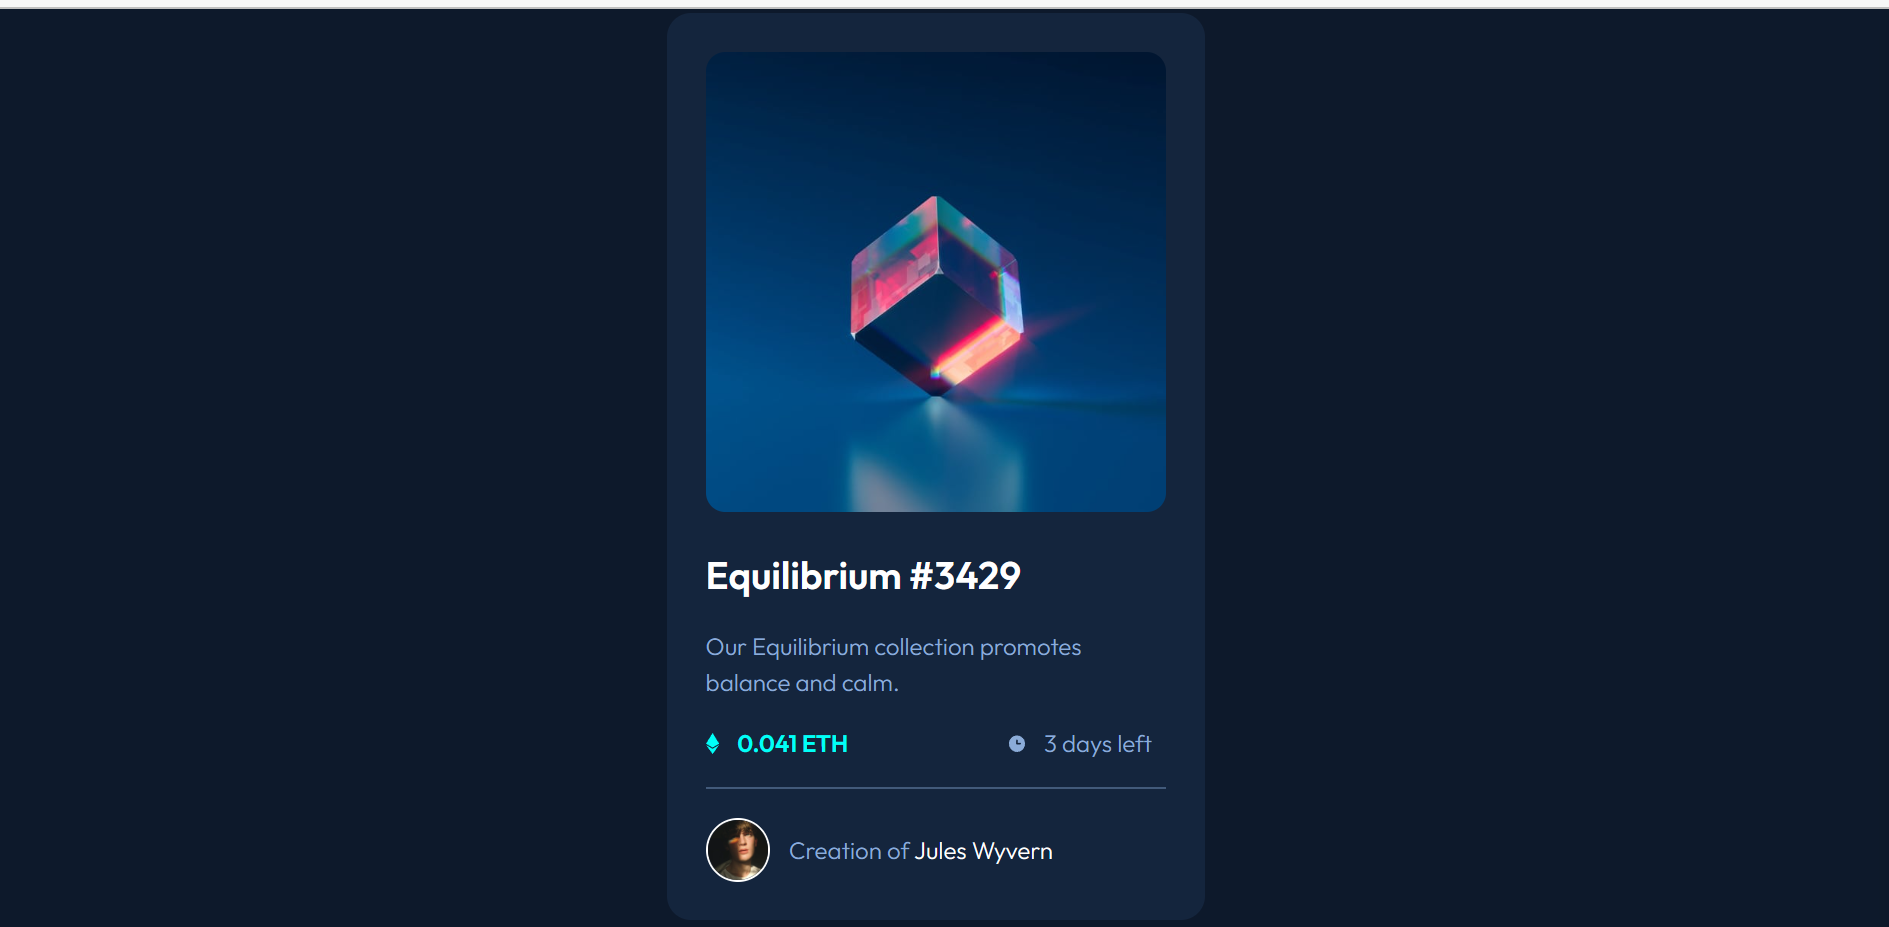 Equilibrium #3429
Our Equilibrium collection promotes
balance and calm.
0.041 ETH
3 days left
Creation of Jules Wyvern